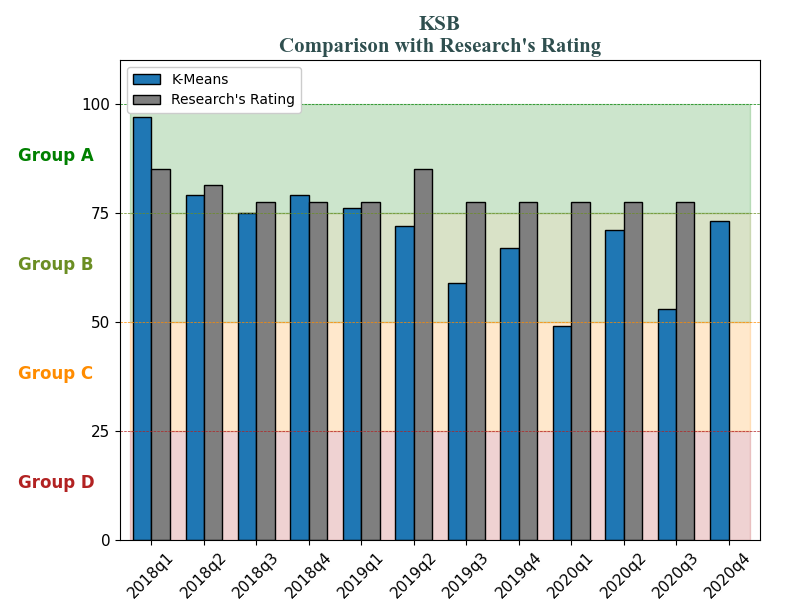 KSB
Comparison with Research's Rating
K-Means
Research's Rating
100
Group A
75
Group B
50
Group C
25
Group D
0
2018q1
2018q2
2018q3
2018q4
2019q1
2019q2
2019q3
2019q4
2020q1
2020q2
2020q3
2020q4